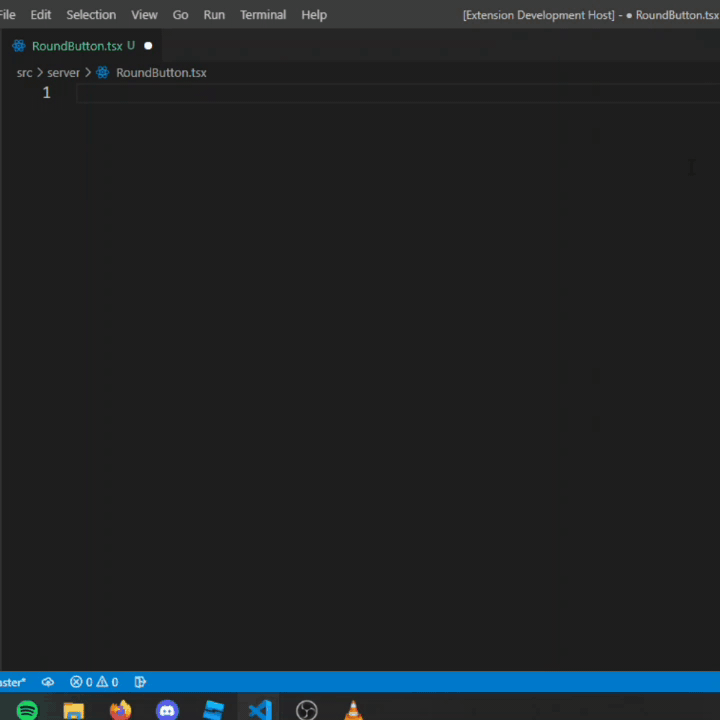 File Edit Selection View Go Run Terminal Help [Extension Development Host] - ● RoundButton.tsx
RoundButton.tsx U ●
src > server > RoundButton.tsx
1
aster* 0 0